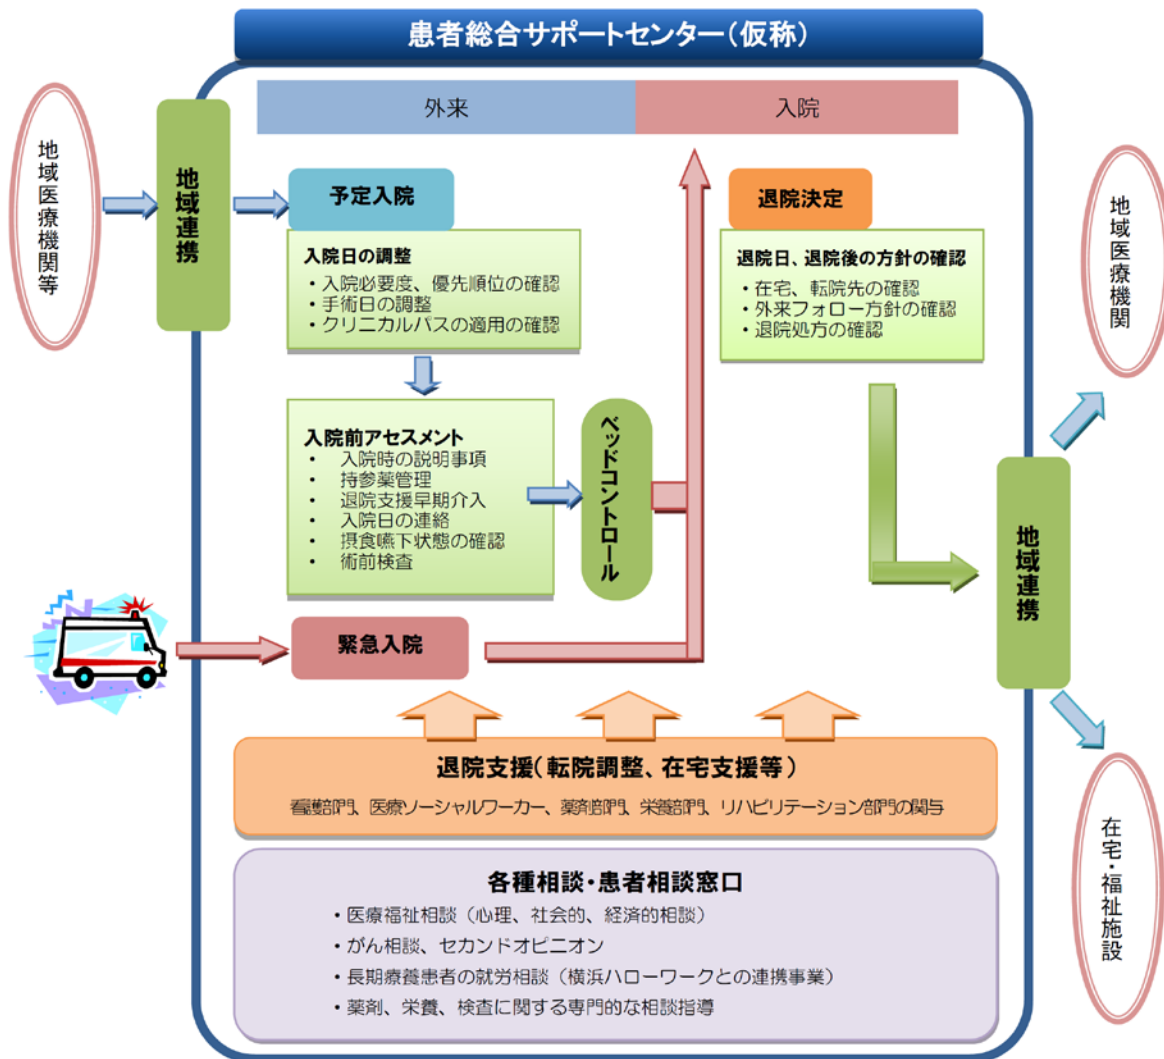 患者総合サポートセンター（仮称）
外来
入院
地域医療機関等
地域連携
予定入院
入院日の調整
・入院必要度、優先順位の確認
・手術日の調整
・クリニカルパスの適用の確認
入院前アセスメント
• 入院時の説明事項
• 持参薬管理
• 退院支援早期介入
• 入院日の連絡
• 摂食嚥下状態の確認
• 術前検査
ベッドコントロール
緊急入院
退院決定
退院日、退院後の方針の確認
・在宅、転院先の確認
・外来フォロー方針の確認
・退院処方の確認
地域連携
地域医療機関
在宅・福祉施設
退院支援（転院調整、在宅支援等）
看護部門、医療ソーシャルワーカー、薬剤部門、栄養部門、リハビリテーション部門の関与
各種相談・患者相談窓口
・医療福祉相談（心理、社会的、経済的相談）
・がん相談、セカンドオピニオン
・長期療養患者の就労相談（横浜ハローワークとの連携事業）
・薬剤、栄養、検査に関する専門的な相談指導